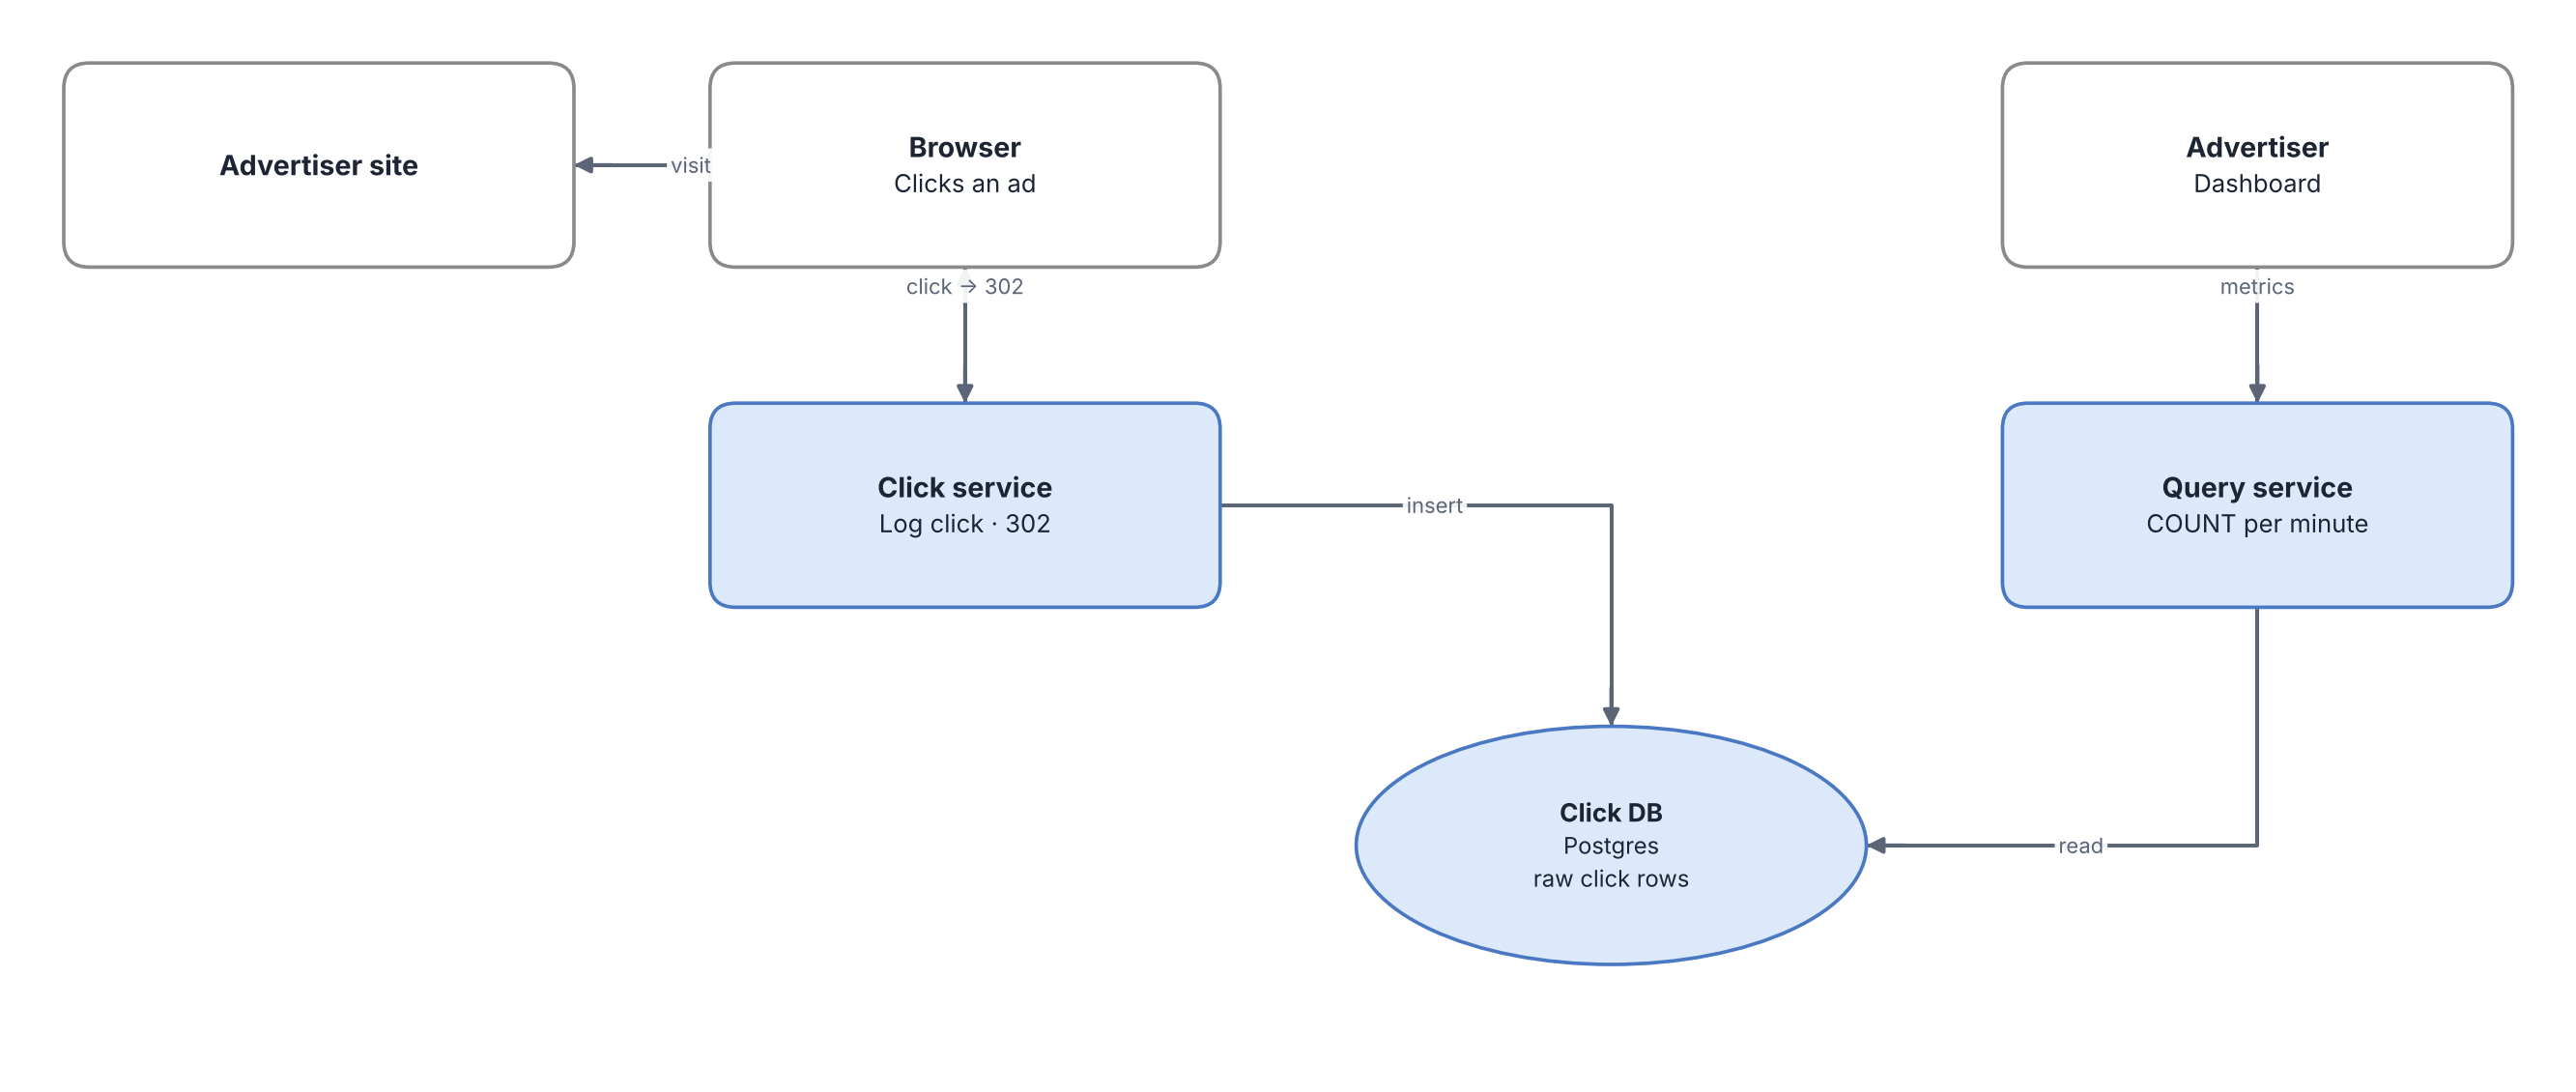 Advertiser site
visit
Browser
Clicks an ad
Advertiser
Dashboard
click → 302
metrics
Click service
Log click · 302
insert
Query service
COUNT per minute
Click DB
Postgres
raw click rows
read